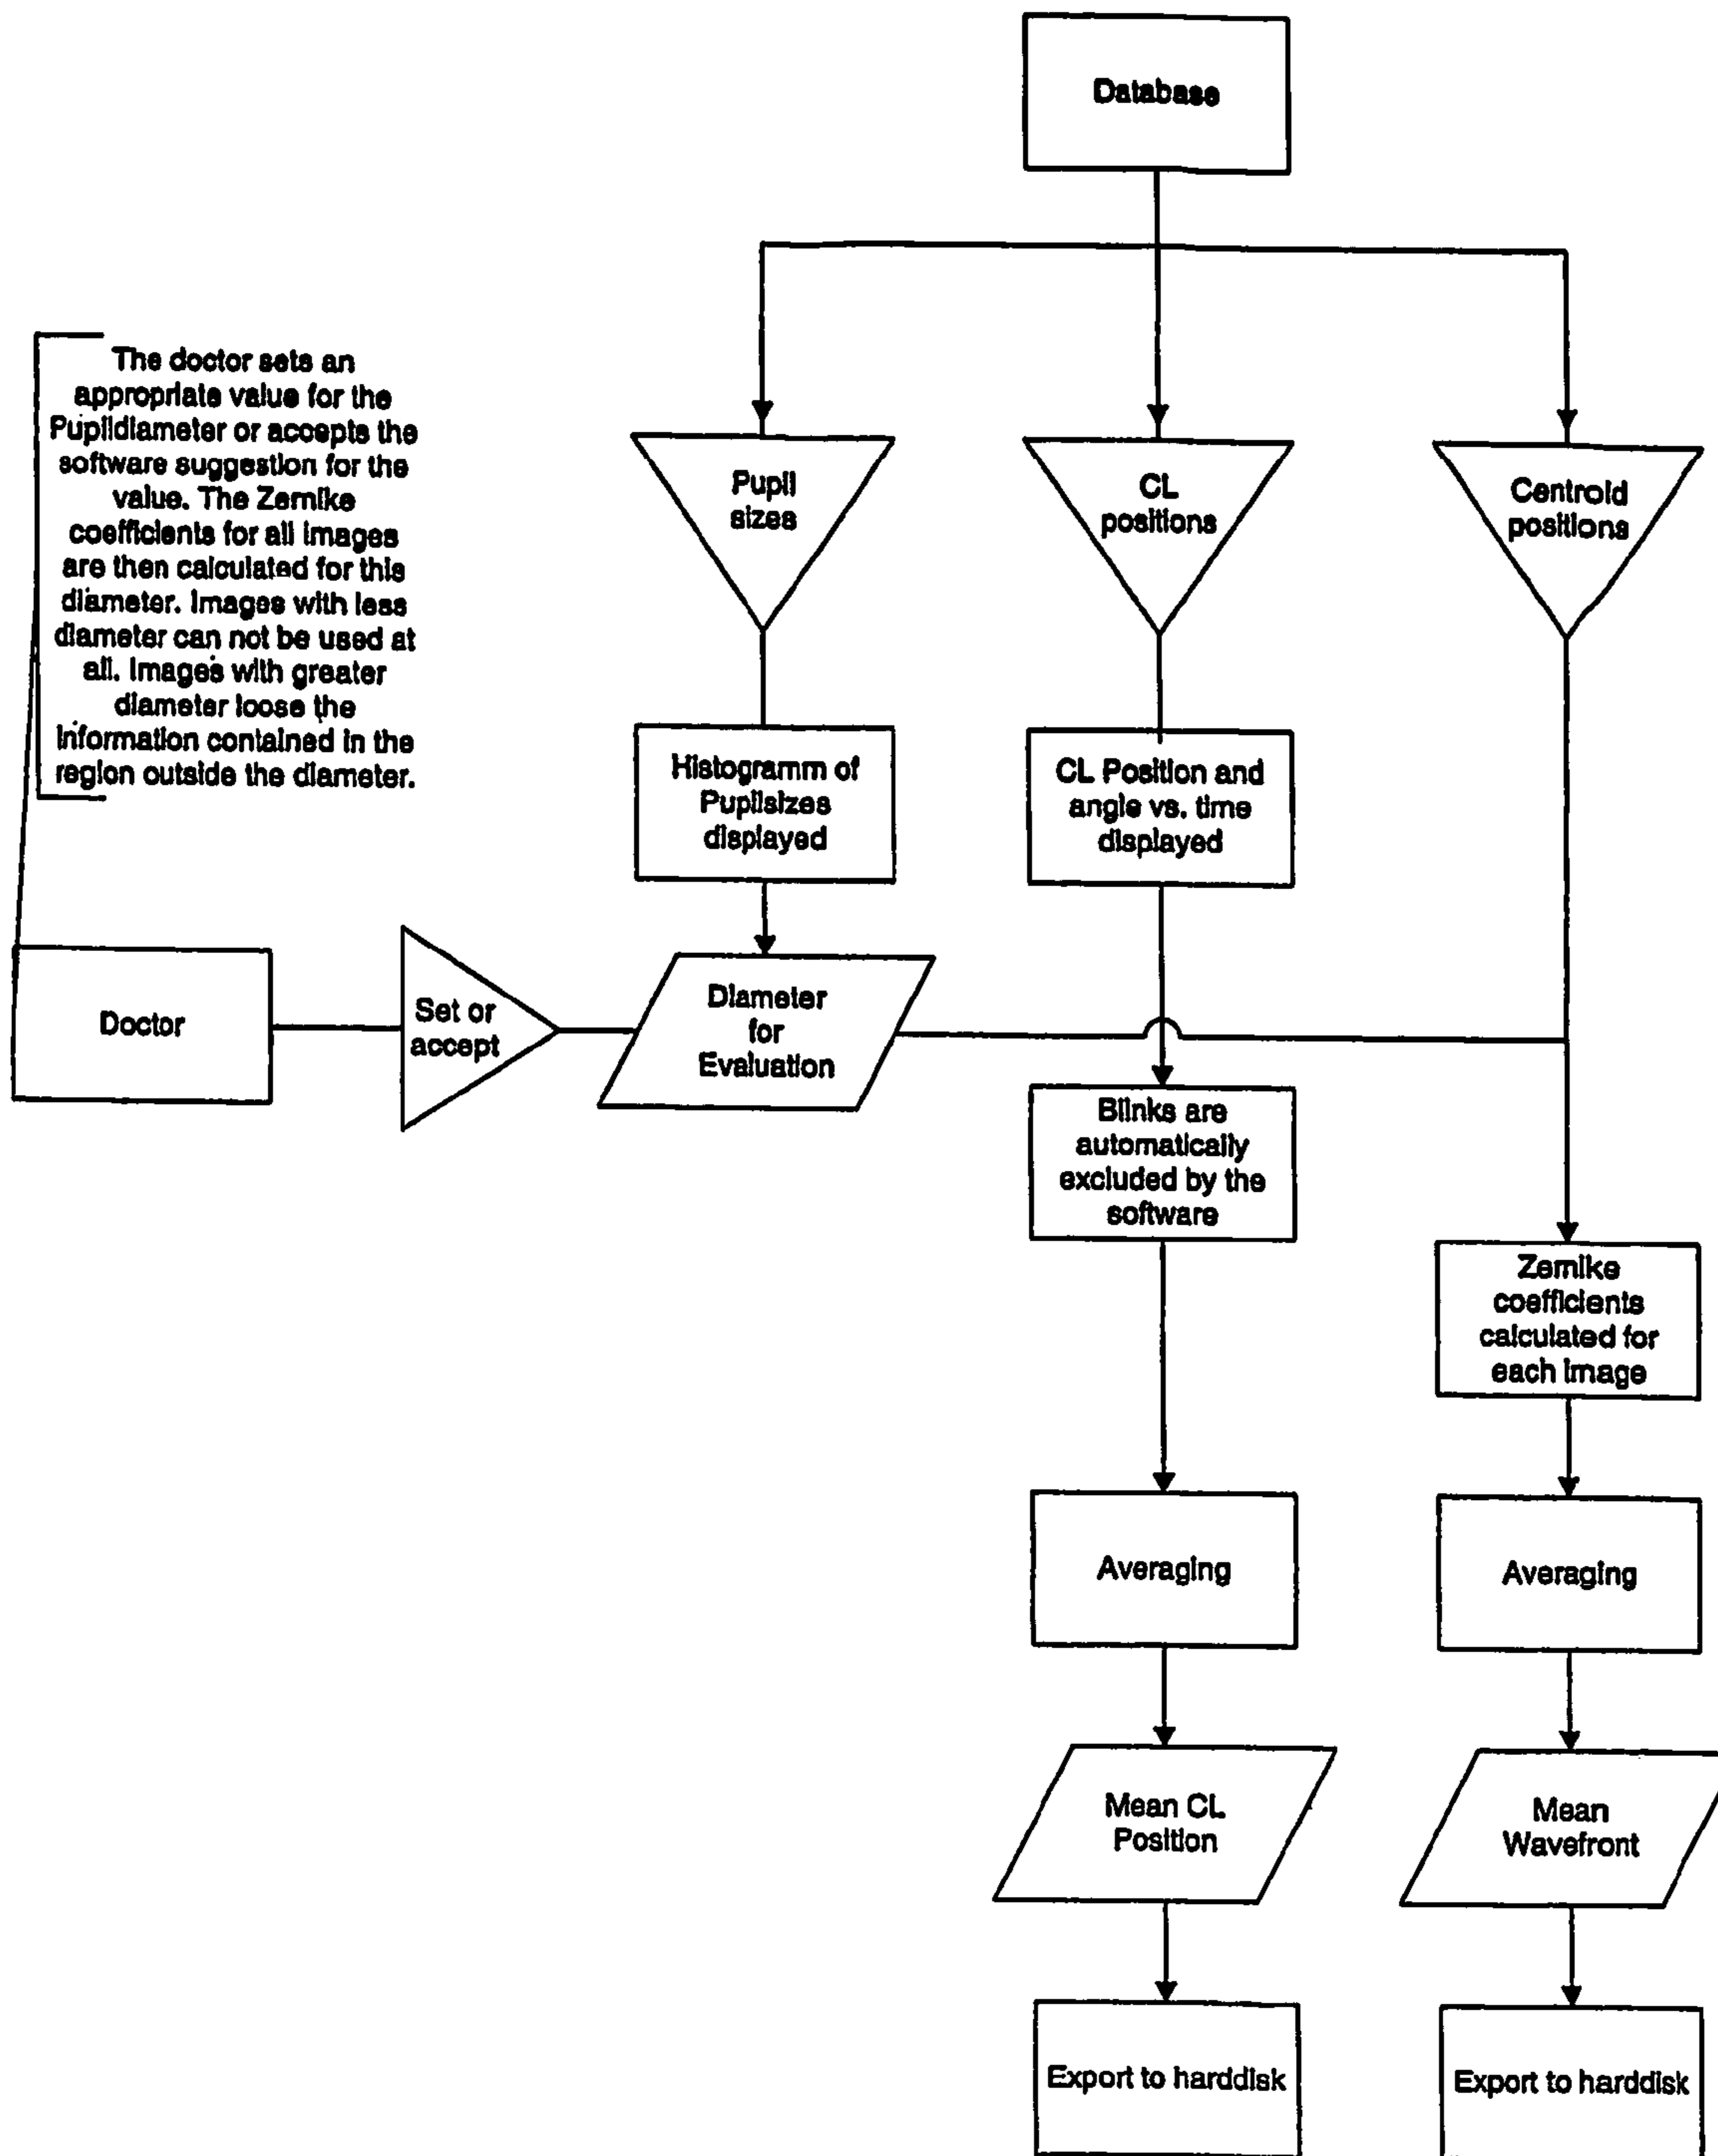 Database
The doctor sets an
appropriate value for the
Pupildiameter or accepts the
software suggestion for the
value. The Zernike
coefficients for all images
are then calculated for this
diameter. Images with less
diameter can not be used at
all. Images with greater
diameter loose the
information contained in the
region outside the diameter.
Pupil
sizes
CL
positions
Centroid
positions
Histogramm of
Pupilsizes
displayed
CL Position and
angle vs. time
displayed
Doctor
Set or
accept
Diameter
for
Evaluation
Blinks are
automatically
excluded by the
software
Zernike
coefficients
calculated for
each image
Averaging
Averaging
Mean CL
Position
Mean
Wavefront
Export to harddisk
Export to harddisk